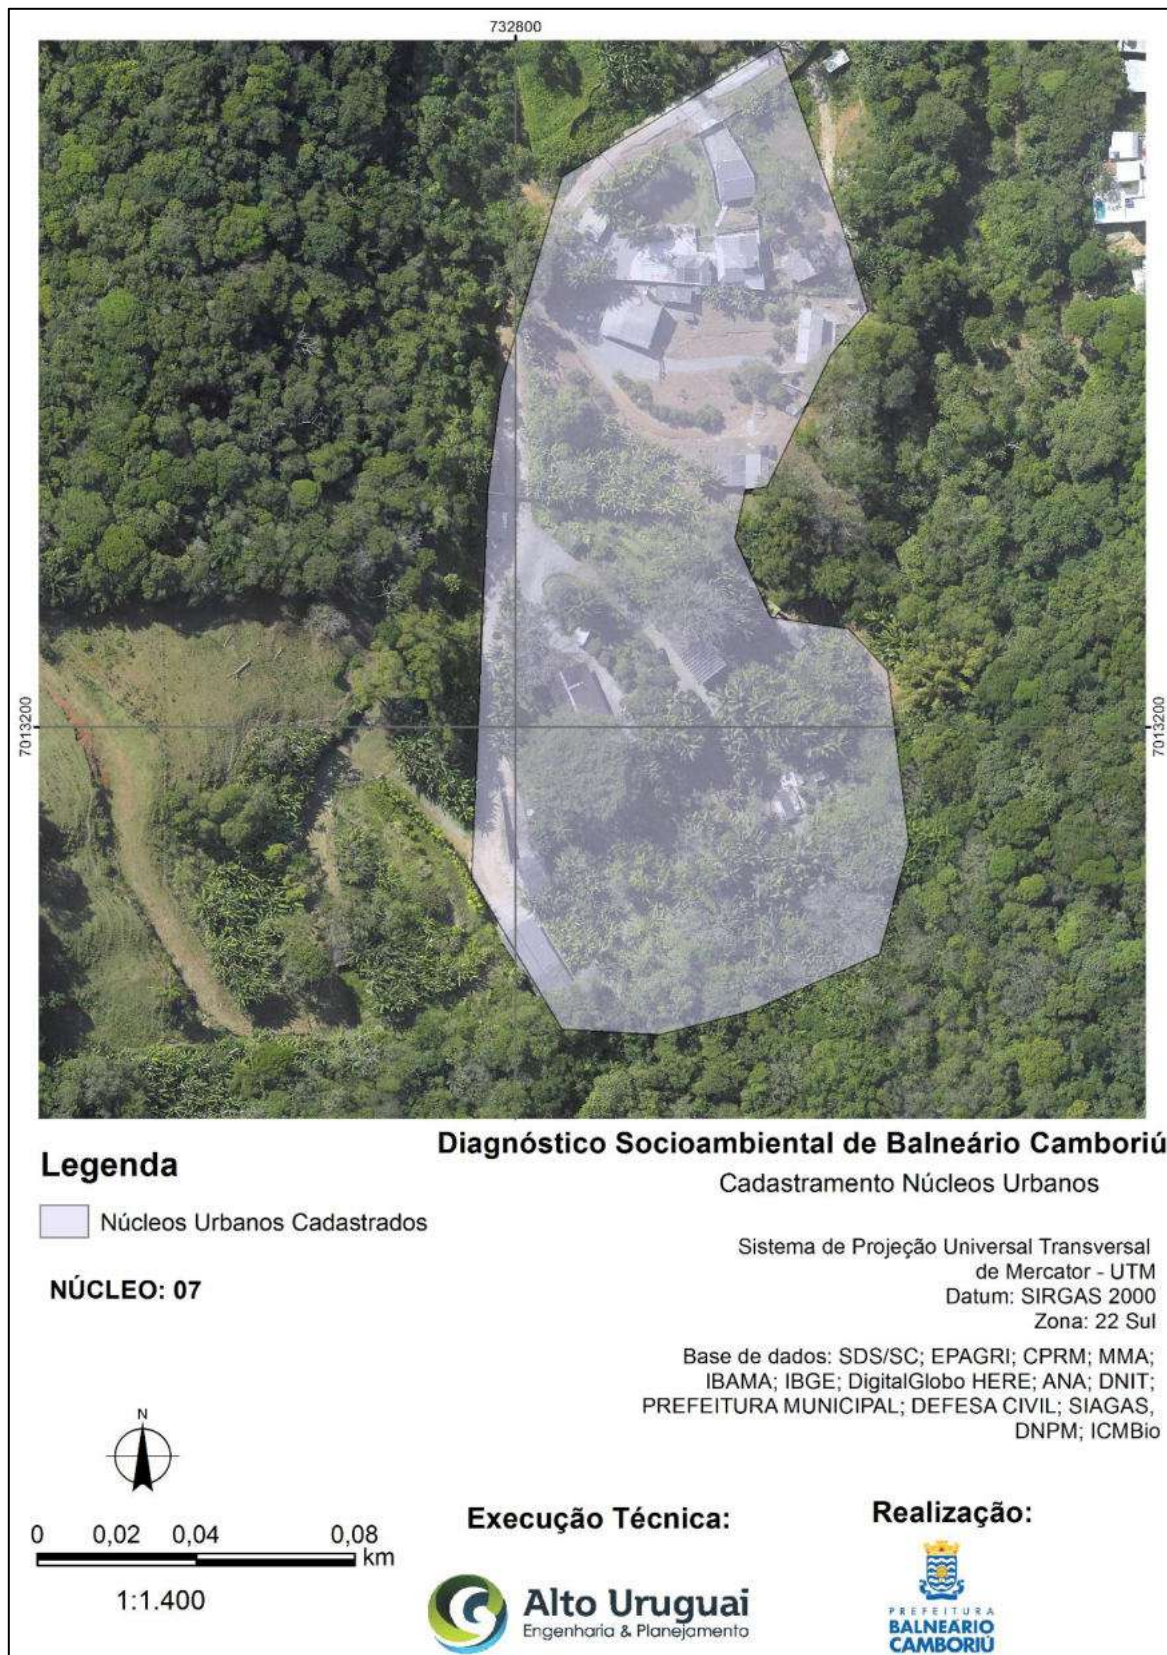 732800
7013200
7013200
Diagnóstico Socioambiental de Balneário Camboriú
Cadastramento Núcleos Urbanos
Legenda
Núcleos Urbanos Cadastrados
NÚCLEO: 07
Sistema de Projeção Universal Transversal
de Mercator - UTM
Datum: SIRGAS 2000
Zona: 22 Sul
Base de dados: SDS/SC; EPAGRI; CPRM; MMA;
IBAMA; IBGE; DigitalGlobo HERE; ANA; DNIT;
PREFEITURA MUNICIPAL; DEFESA CIVIL; SIAGAS,
DNPM; ICMBio
N
0 0,02 0,04 0,08
km
1:1.400
Execução Técnica:
Alto Uruguai
Engenharia & Planejamento
Realização:
PREFEITURA
BALNEÁRIO
CAMBORIÚ